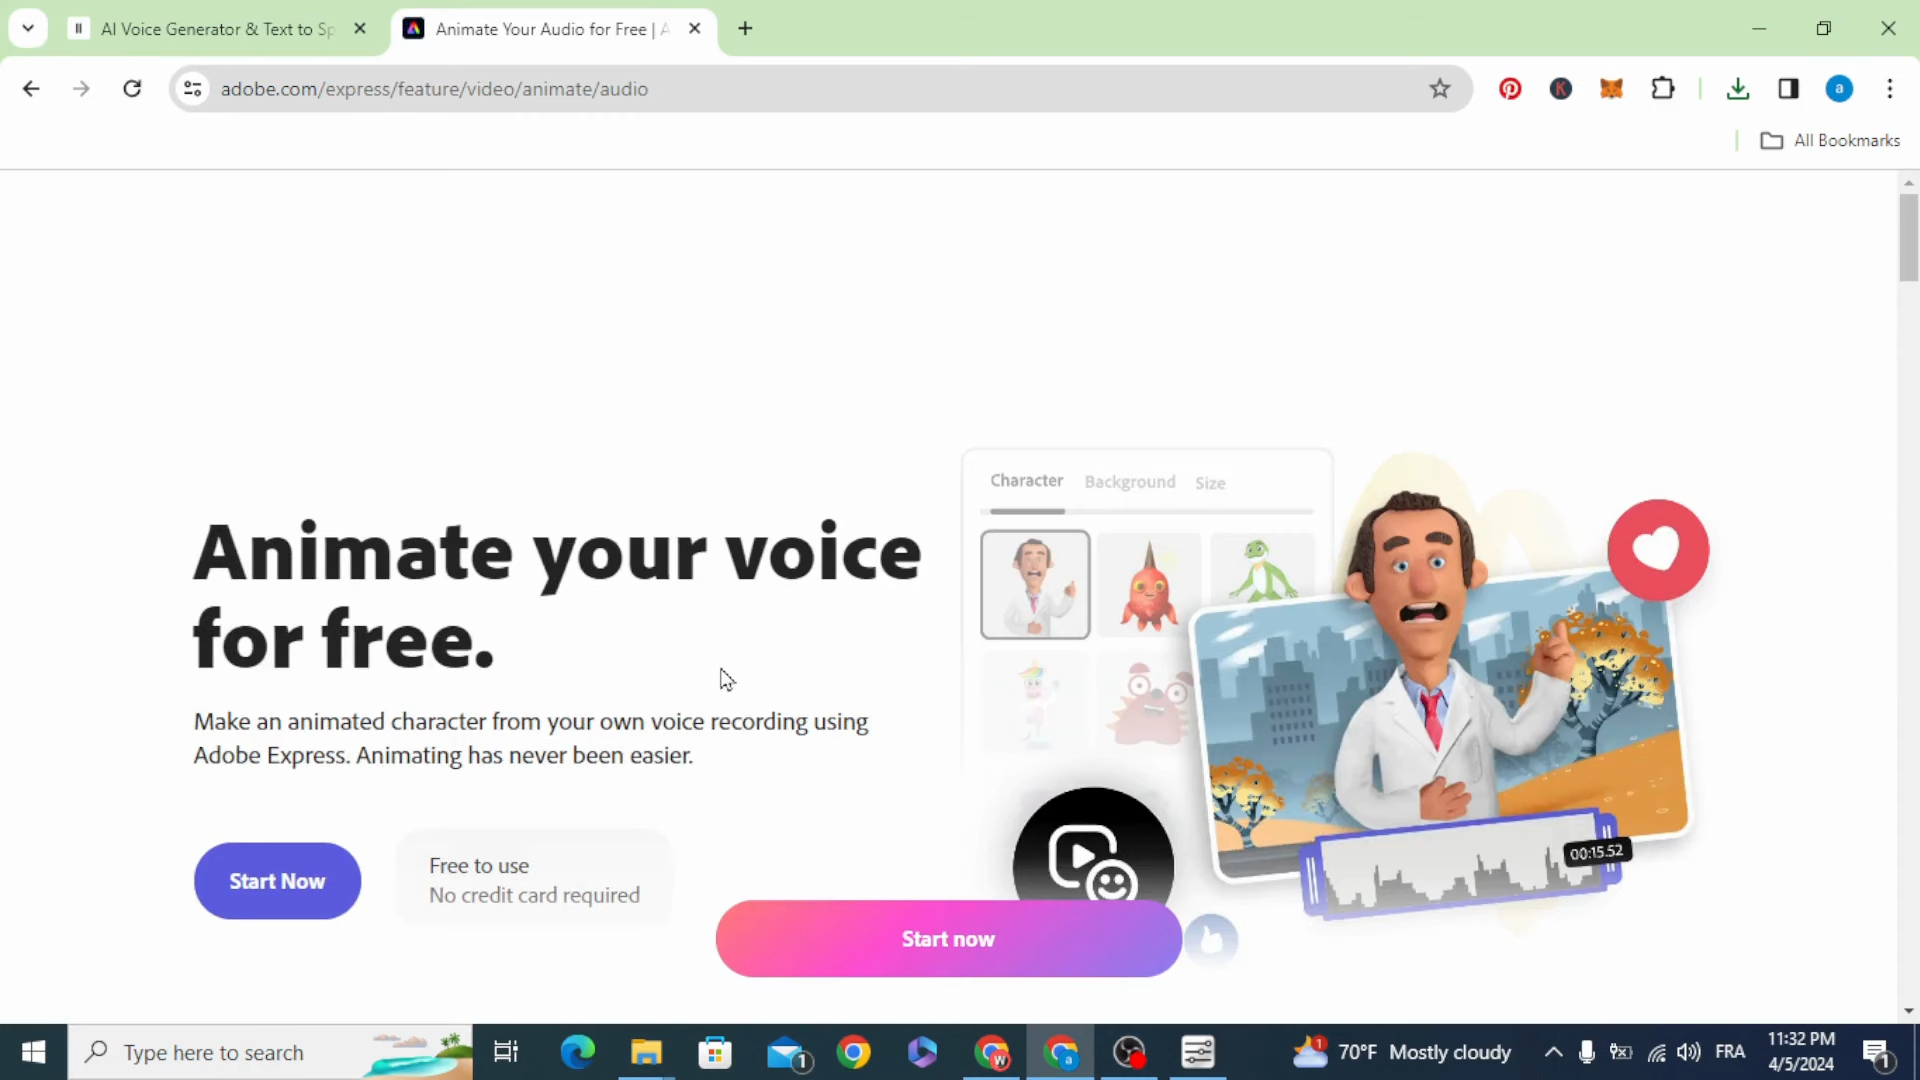 AI Voice Generator & Text to Sp
Animate Your Audio for Free | A
adobe.com/express/feature/video/animate/audio
K
a
All Bookmarks
Character
Background
Size
Animate your voice
for free.
Make an animated character from your own voice recording using
Adobe Express. Animating has never been easier.
Start Now
Free to use
No credit card required
00:15.52
Start now
Type here to search
1
W
a
1
70°F Mostly cloudy
FRA
11:32 PM
4/5/2024
1